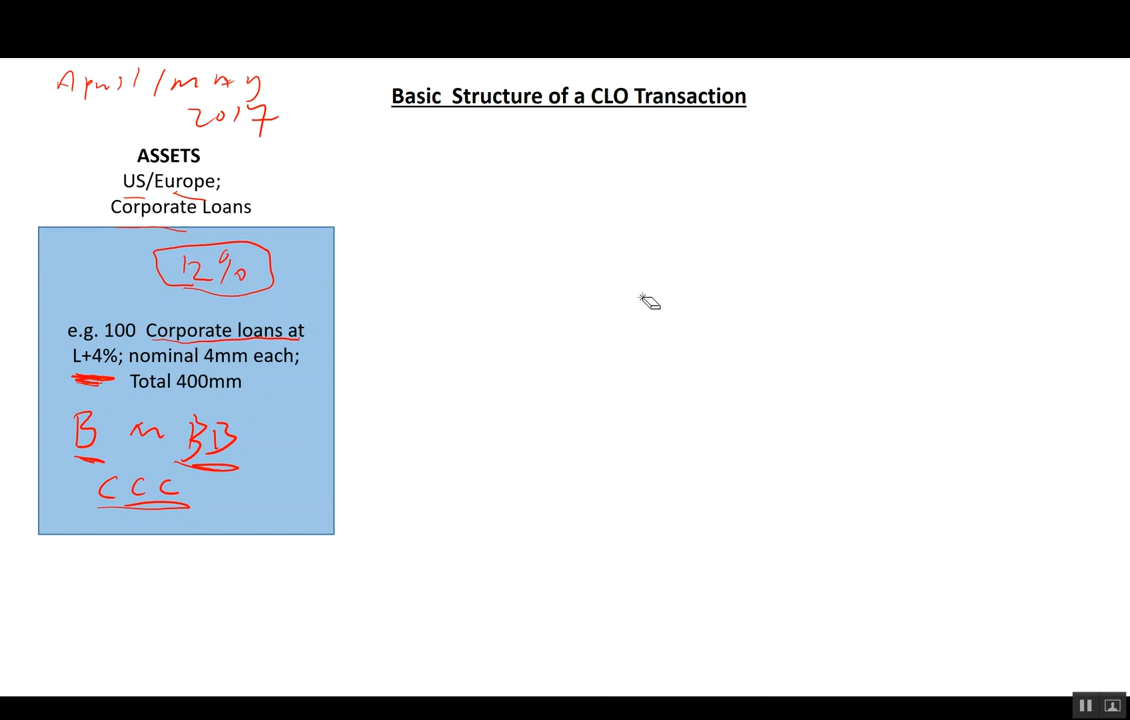 April/may
2017
Basic Structure of a CLO Transaction
ASSETS
US/Europe;
Corporate Loans
12%
e.g. 100 Corporate loans at
L+4%; nominal 4mm each;
Total 400mm
B BB
CCC